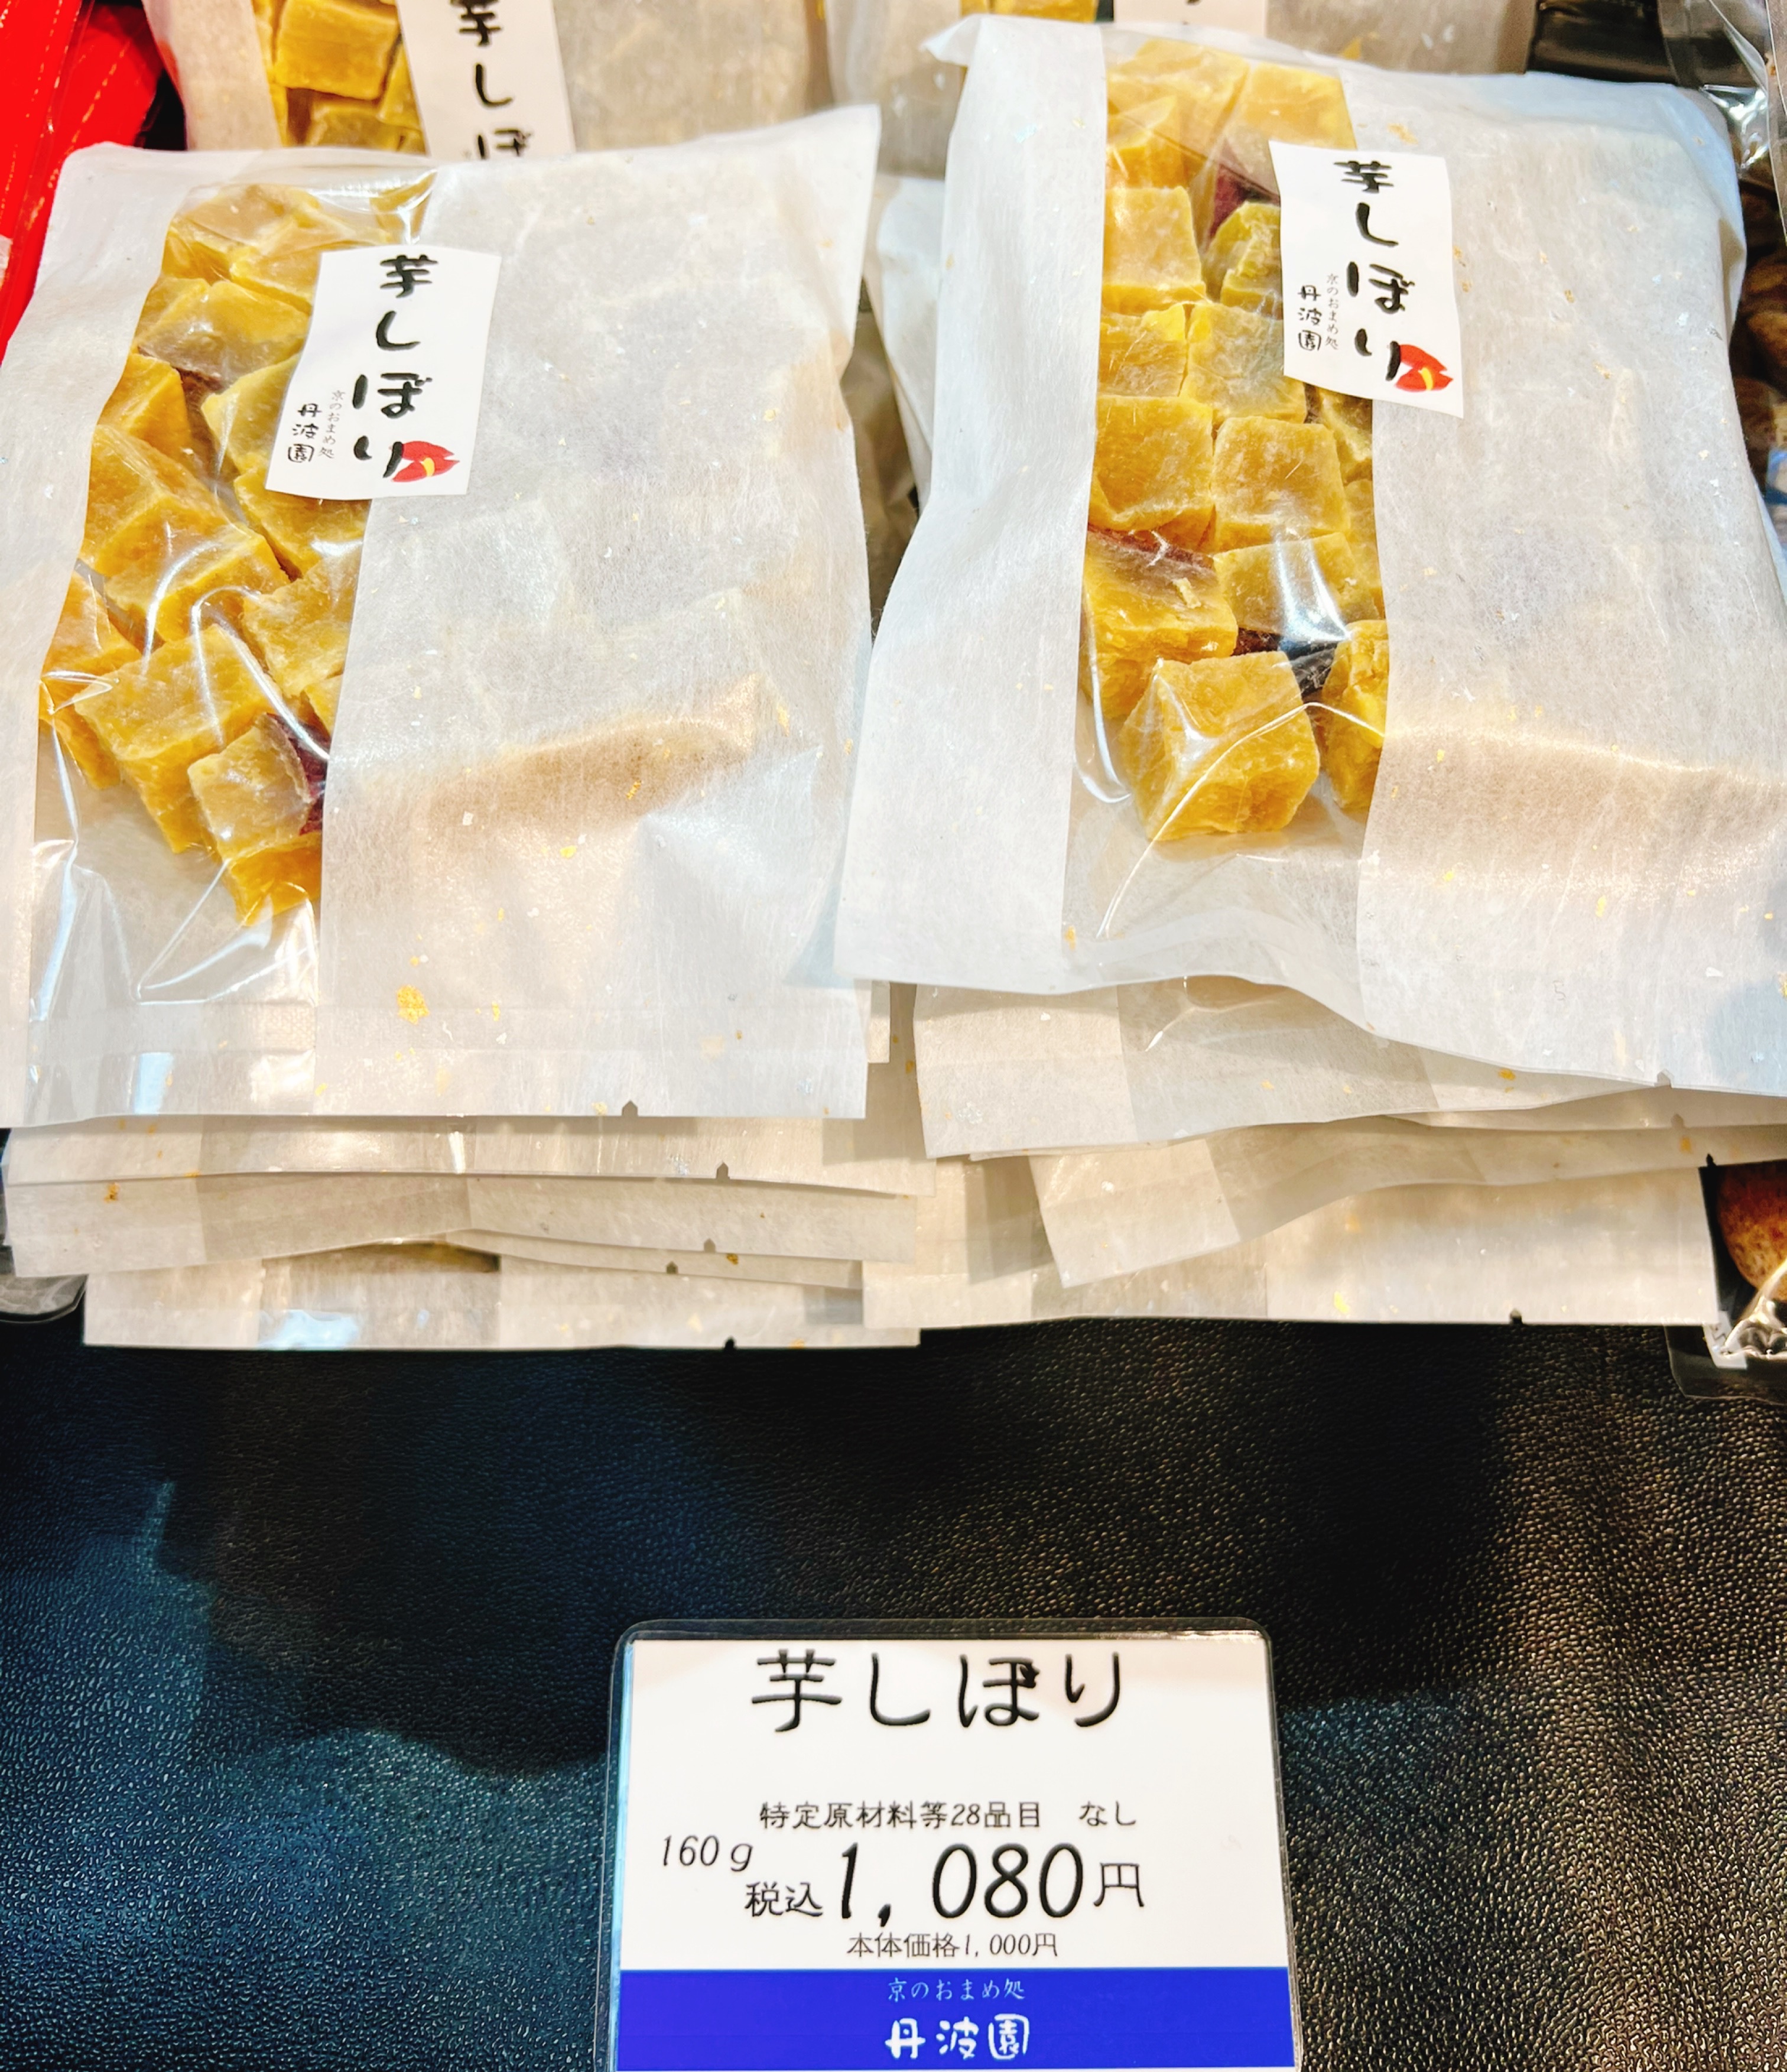 芋しぼ
芋しぼり
京のおまめ処
丹波園
芋しぼり
京のおまめ処
丹波園
芋しぼり
特定原材料等28品目 なし
160g
税込1,080円
本体価格1,000円
京のおまめ処
丹波園